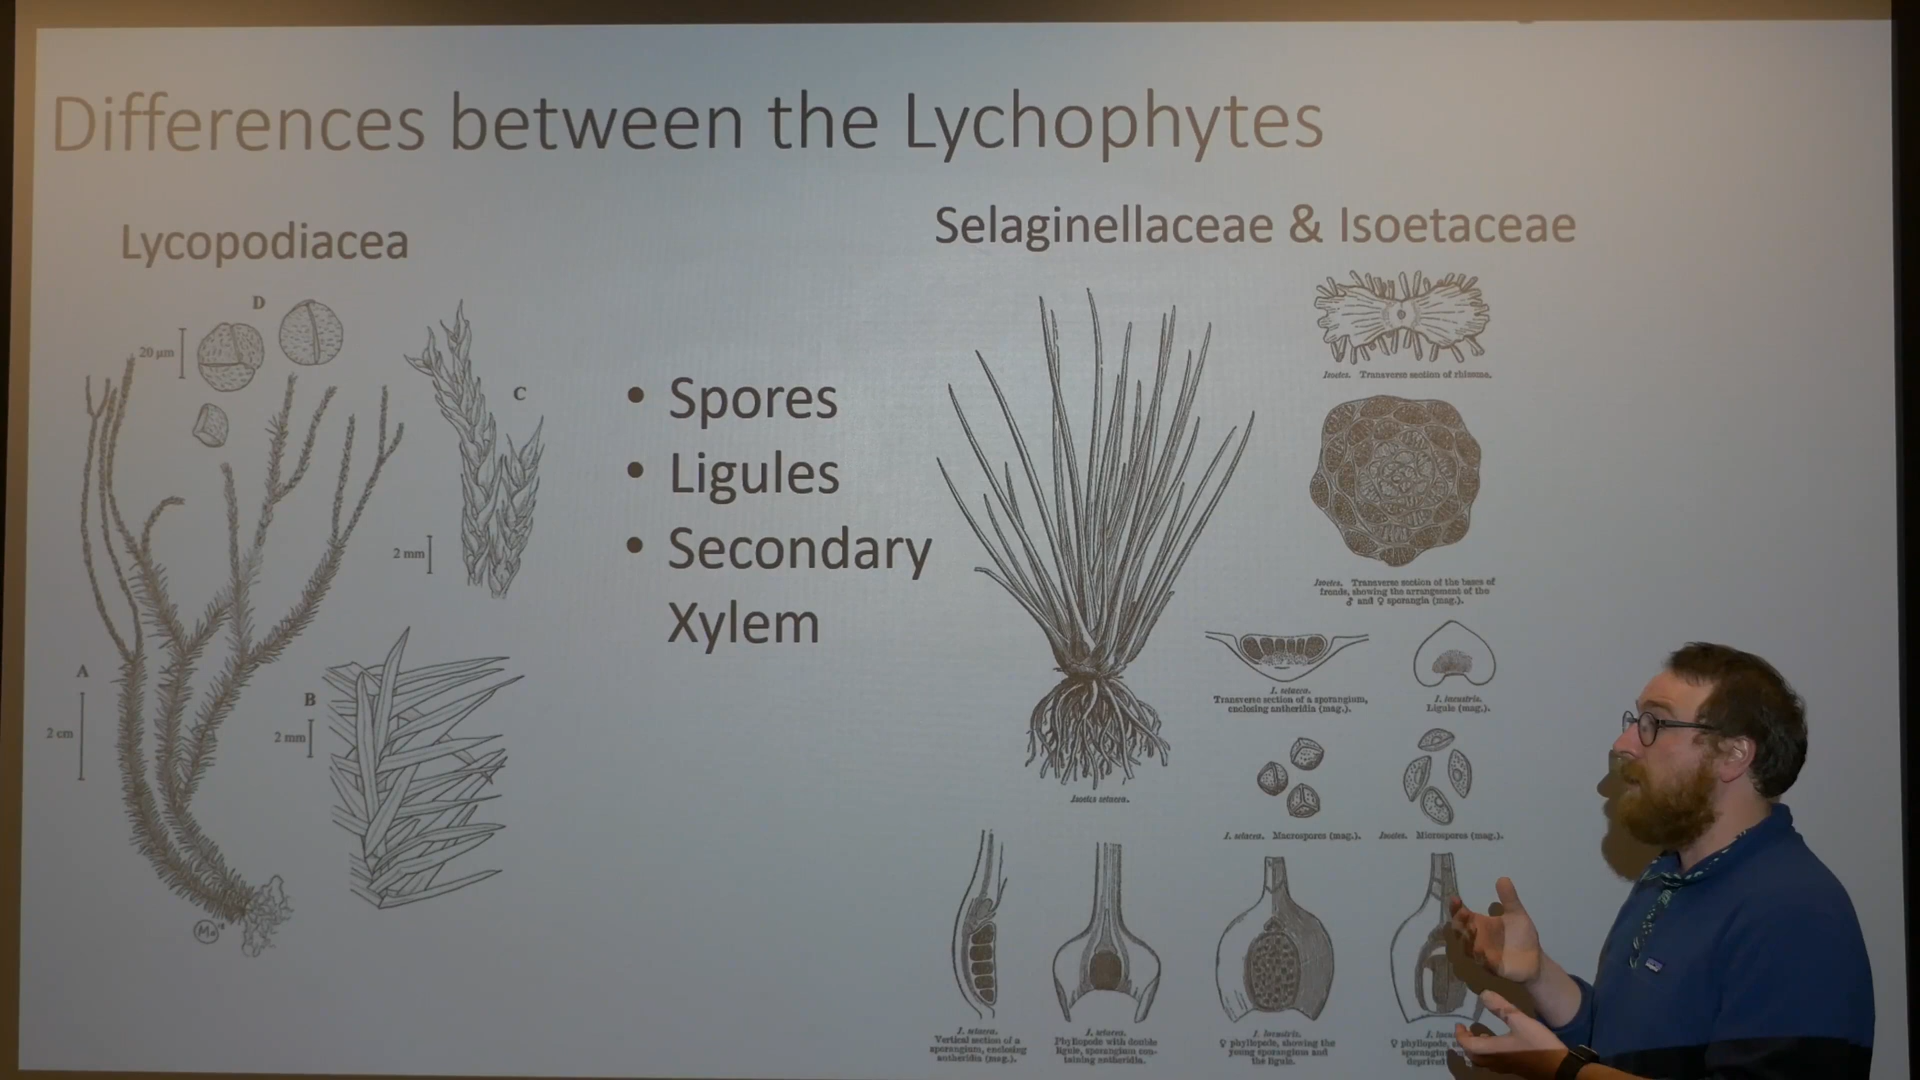 Differences between the Lychophytes
Lycopodiacea
Selaginellaceae & Isoetaceae
• Spores
• Ligules
• Secondary
Xylem
D
20 µm
C
2 mm
A
2 cm
B
2 mm
Isoetes. Transverse section of rhizome.
Isoetes. Transverse section of the bases of
fronds, showing the arrangement of the
♂ and ♀ sporangia (mag.).
I. setacea.
Transverse section of a sporangium,
enclosing antheridia (mag.).
I. lacustris.
Ligule (mag.).
Isoetes setacea.
I. setacea. Macrospores (mag.).
Isoetes. Microspores (mag.).
I. setacea.
Vertical section of a
sporangium, enclosing
antheridia (mag.).
I. setacea.
Phyllopode with double
ligule, sporangium con-
taining antheridia.
I. lacustris.
♀ phyllopode, showing the
young sporangium and
the ligule.
♀ phyllopode,